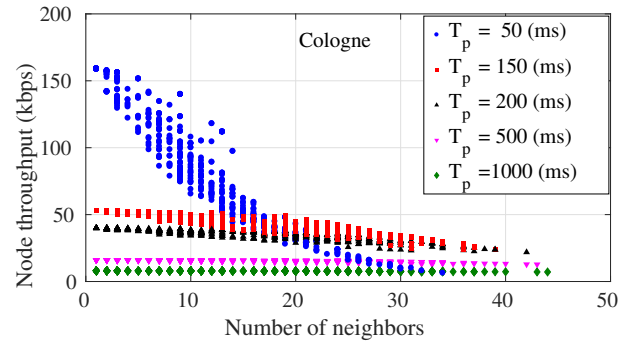 200
150
100
50
0
0
10
20
30
40
50
Node throughput (kbps)
Number of neighbors
Cologne
T_p = 50 (ms)
T_p = 150 (ms)
T_p = 200 (ms)
T_p = 500 (ms)
T_p =1000 (ms)